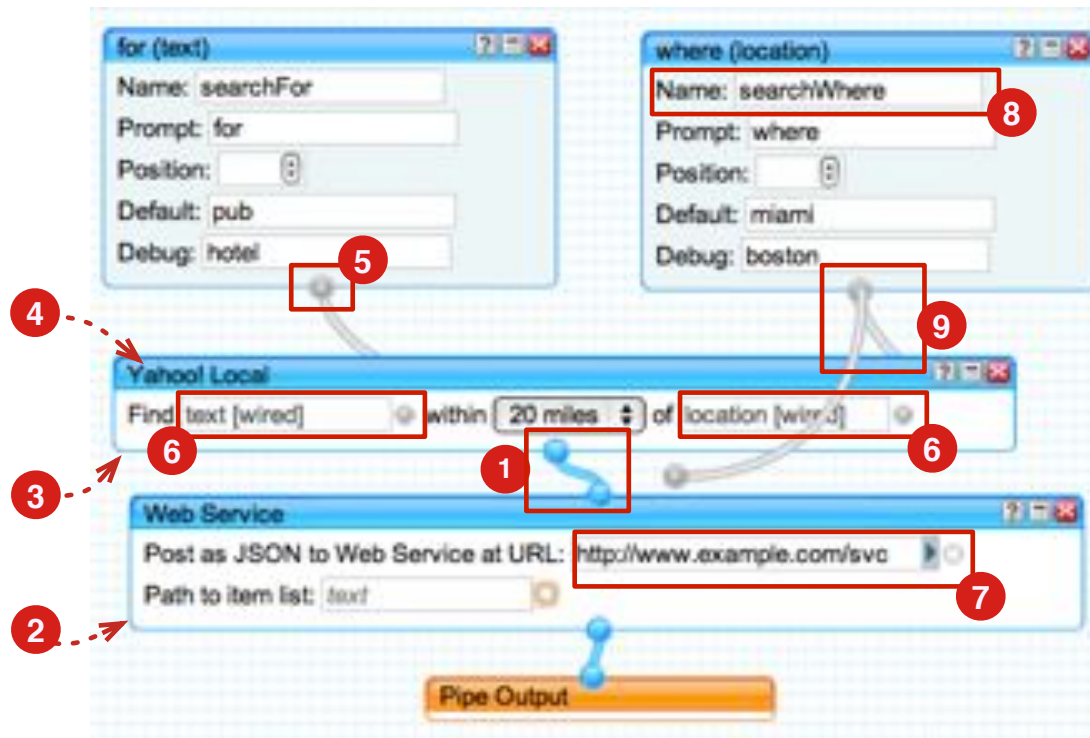 for (text)
Name: searchFor
Prompt: for
Position:
Default: pub
Debug: hotel
5
where (location)
Name: searchWhere
8
Prompt: where
Position:
Default: miami
Debug: boston
9
4
Yahoo! Local
Find text [wired] within 20 miles of location [wired]
6
6
3
1
Web Service
Post as JSON to Web Service at URL: http://www.example.com/svc
Path to item list: text
7
2
Pipe Output